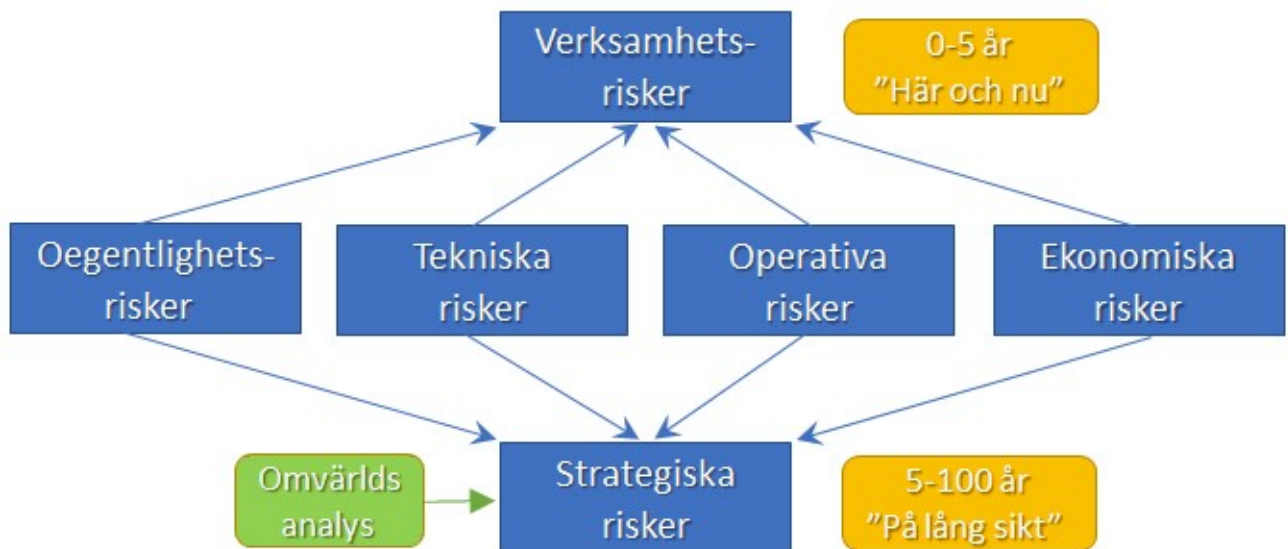 Verksamhets-
risker
0-5 år
”Här och nu”
Oegentlighets-
risker
Tekniska
risker
Operativa
risker
Ekonomiska
risker
Omvärlds
analys
Strategiska
risker
5-100 år
”På lång sikt”